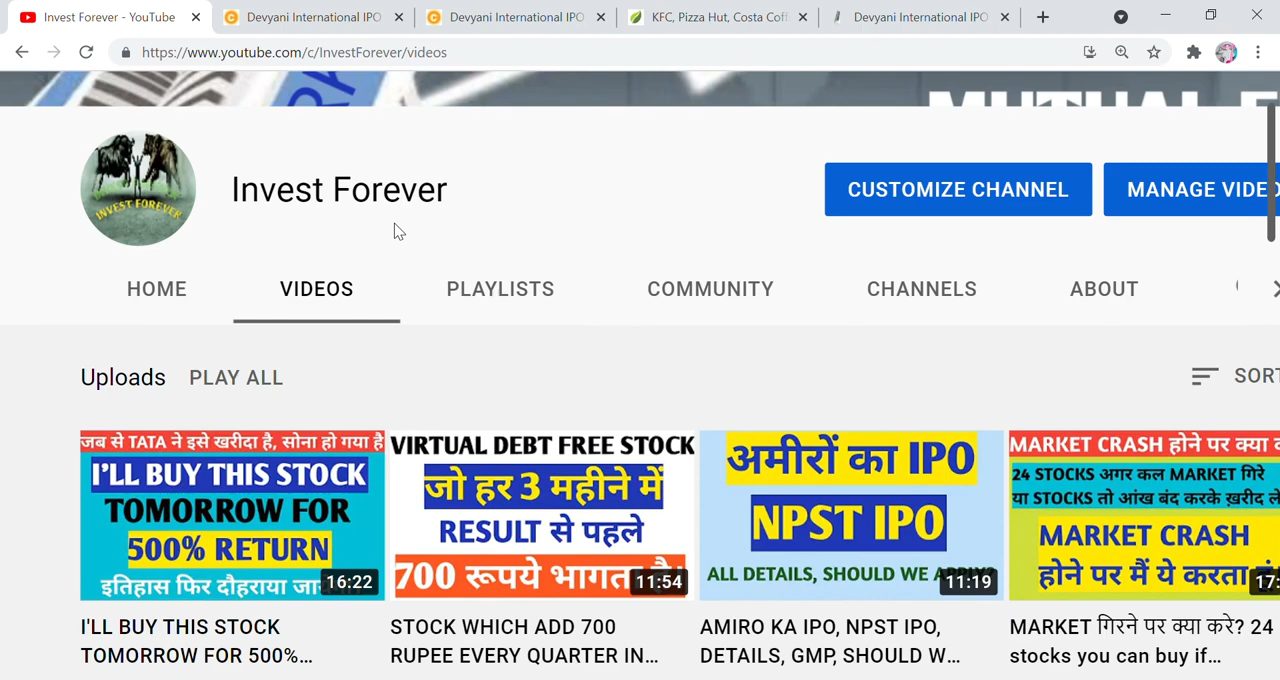 Invest Forever - YouTube
Devyani International IPO
Devyani International IPO
KFC, Pizza Hut, Costa Coff
Devyani International IPO
https://www.youtube.com/c/InvestForever/videos
INVEST FOREVER
Invest Forever
CUSTOMIZE CHANNEL
MANAGE VIDEO
HOME
VIDEOS
PLAYLISTS
COMMUNITY
CHANNELS
ABOUT
Uploads
PLAY ALL
SORT
जब से TATA ने इसे खरीदा है, सोना हो गया है
I'LL BUY THIS STOCK
TOMORROW FOR
500% RETURN
इतिहास फिर दौहराया
16:22
VIRTUAL DEBT FREE STOCK
जो हर 3 महीने में
RESULT से पहले
700 रूपये भागता
11:54
अमीरों का IPO
NPST IPO
ALL DETAILS, SHOULD WE APPLY?
11:19
MARKET CRASH होने पर क्या
24 STOCKS अगर कल MARKET गिरे
या STOCKS तो आंख बंद करके ख़रीद
MARKET CRASH
होने पर मैं ये करता
17:
I'LL BUY THIS STOCK
TOMORROW FOR 500%...
STOCK WHICH ADD 700
RUPEE EVERY QUARTER IN...
AMIRO KA IPO, NPST IPO,
DETAILS, GMP, SHOULD W...
MARKET गिरने पर क्या करे? 24
stocks you can buy if...